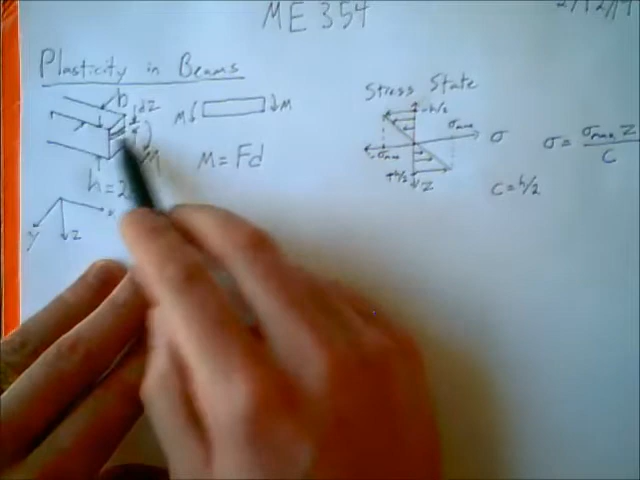 ME 354
Plasticity in Beams
b
dz
z
M
h = 2
x
y
z
M
M
M = Fd
Stress State
-h/2
σmax
σ
-σmax
+h/2
z
c = h/2
σ = σmax z / c